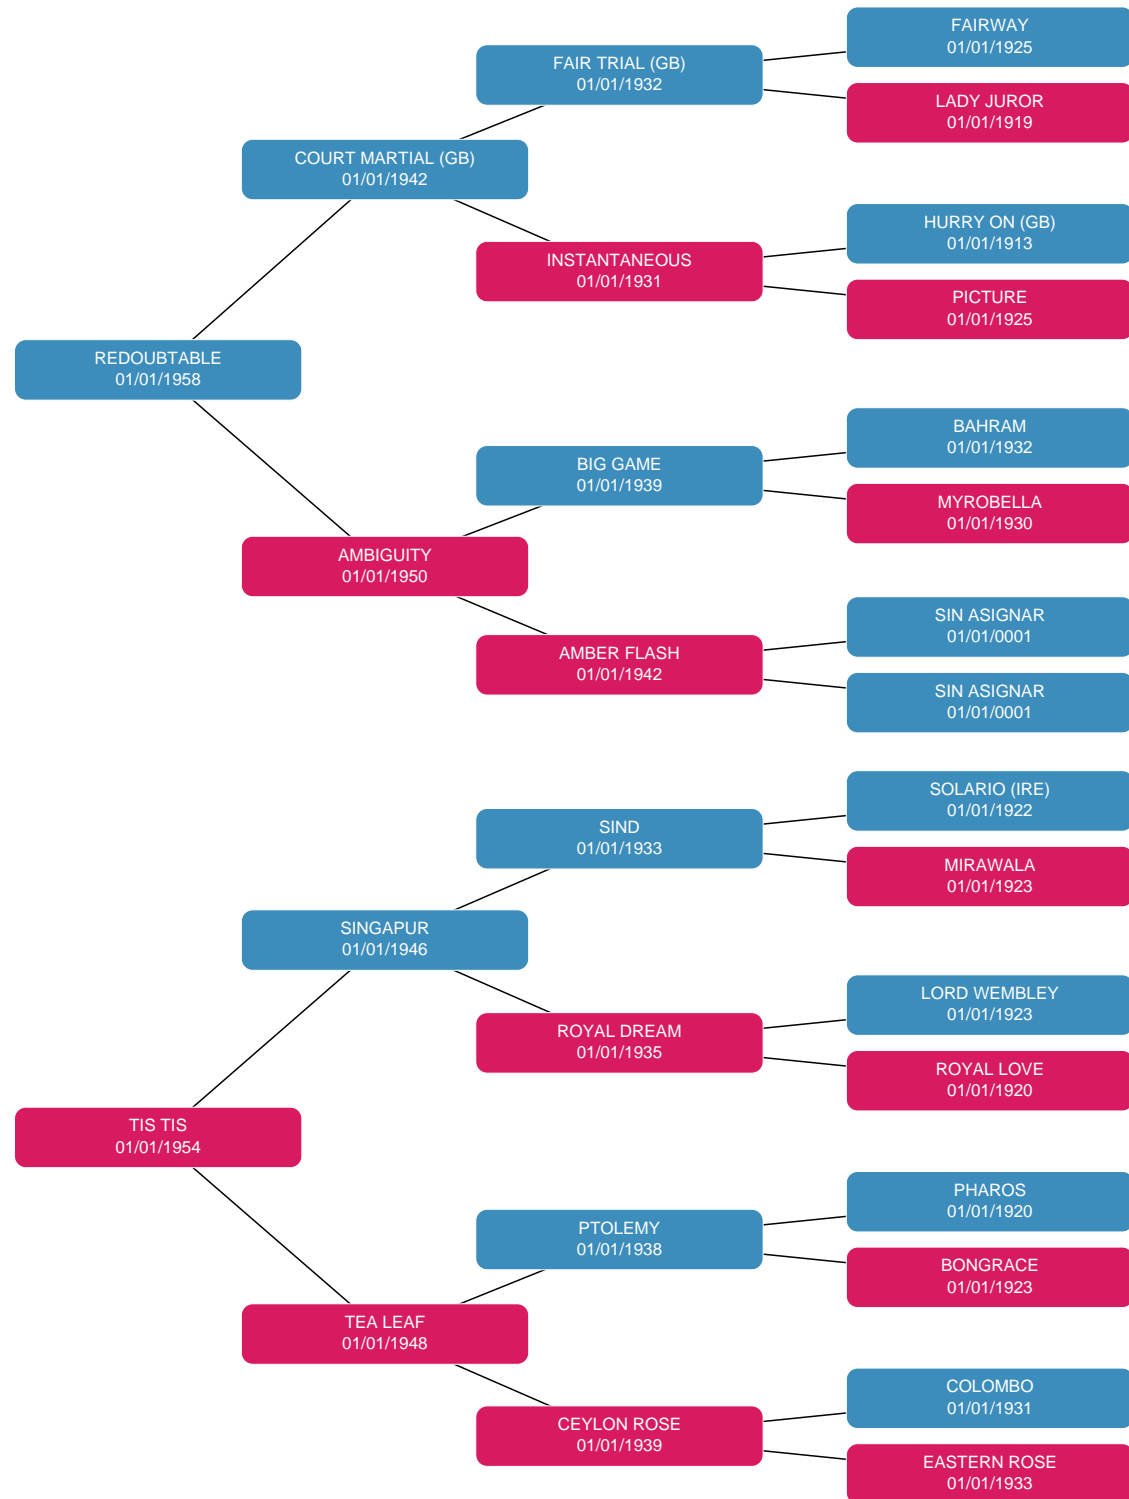 FAIRWAY
01/01/1925
FAIR TRIAL (GB)
01/01/1932
LADY JUROR
01/01/1919
COURT MARTIAL (GB)
01/01/1942
HURRY ON (GB)
01/01/1913
INSTANTANEOUS
01/01/1931
PICTURE
01/01/1925
REDOUBTABLE
01/01/1958
BAHRAM
01/01/1932
BIG GAME
01/01/1939
MYROBELLA
01/01/1930
AMBIGUITY
01/01/1950
SIN ASIGNAR
01/01/0001
AMBER FLASH
01/01/1942
SIN ASIGNAR
01/01/0001
SOLARIO (IRE)
01/01/1922
SIND
01/01/1933
MIRAWALA
01/01/1923
SINGAPUR
01/01/1946
LORD WEMBLEY
01/01/1923
ROYAL DREAM
01/01/1935
ROYAL LOVE
01/01/1920
TIS TIS
01/01/1954
PHAROS
01/01/1920
PTOLEMY
01/01/1938
BONGRACE
01/01/1923
TEA LEAF
01/01/1948
COLOMBO
01/01/1931
CEYLON ROSE
01/01/1939
EASTERN ROSE
01/01/1933